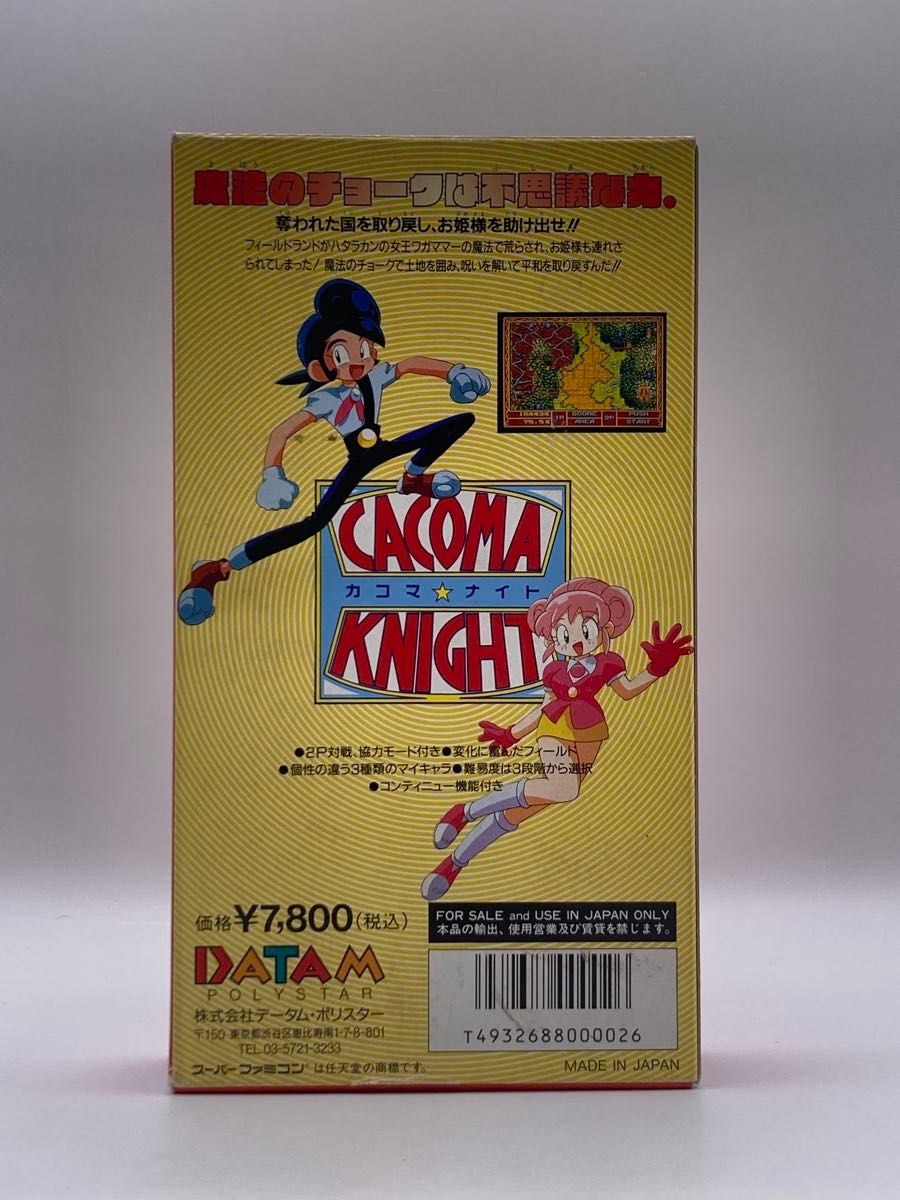 魔法のチョークは不思議な力。
奪われた国を取り戻し、お姫様を助け出せ!!
フィールドランドがハタラカンの女王ワガママーの魔法で荒らされ、お姫様も連れさ
られてしまった! 魔法のチョークで土地を囲み、呪いを解いて平和を取り戻すんだ!!
184434 1P SCORE 2P PUSH
AREA START
CACOMA
カコマ☆ナイト
KNIGHT
●2P対戦、協力モード付き●変化に富んだフィールド
●個性の違う3種類のマイキャラ●難易度は3段階から選択
●コンティニュー機能付き
価格¥7,800(税込)
DATAM
POLYSTAR
株式会社データム・ポリスター
〒150 東京都渋谷区恵比寿南1-7-8-801
TEL 03-5721-3233
スーパーファミコン®は任天堂の商標です。
FOR SALE and USE IN JAPAN ONLY
本品の輸出、使用営業及び賃貸を禁じます。
T4932688000026
MADE IN JAPAN